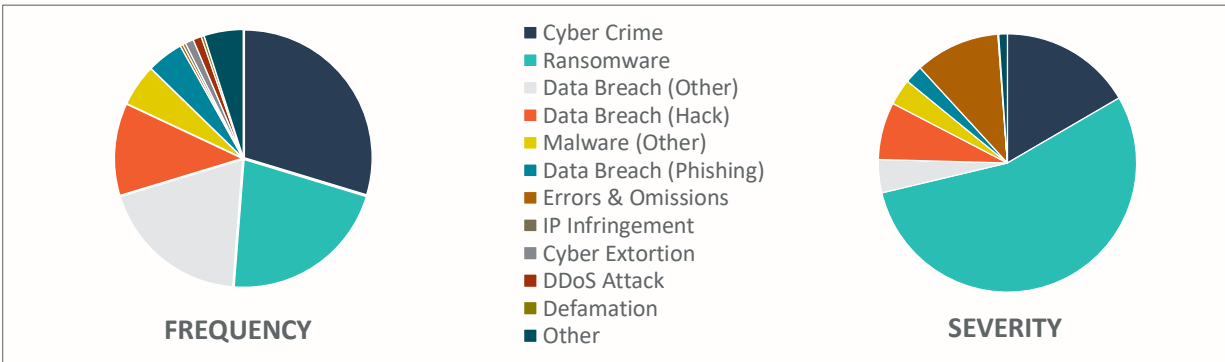 Cyber Crime
Ransomware
Data Breach (Other)
Data Breach (Hack)
Malware (Other)
Data Breach (Phishing)
Errors & Omissions
IP Infringement
Cyber Extortion
DDoS Attack
Defamation
Other
FREQUENCY
SEVERITY